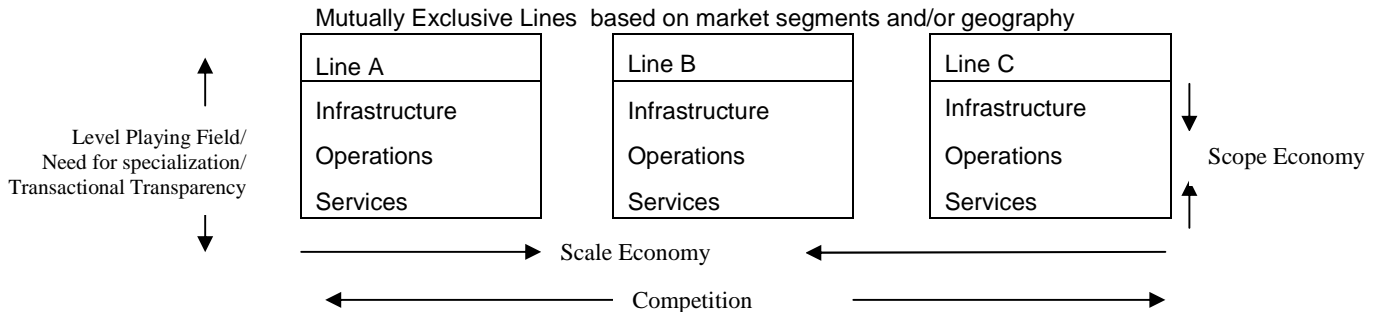 Mutually Exclusive Lines based on market segments and/or geography
Line A
Line B
Line C
Infrastructure
Operations
Services
Infrastructure
Operations
Services
Infrastructure
Operations
Services
Level Playing Field/
Need for specialization/
Transactional Transparency
Scope Economy
Scale Economy
Competition